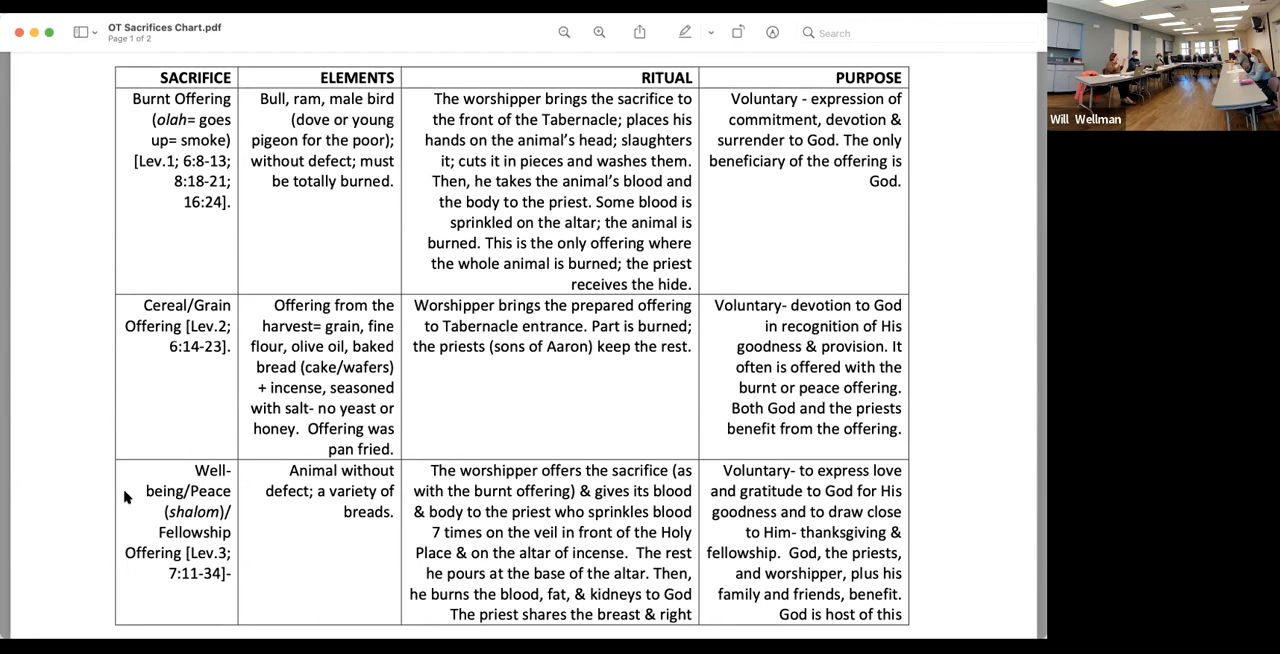 OT Sacrifices Chart.pdf
Page 1 of 2
Search
Will Wellman
SACRIFICE
ELEMENTS
RITUAL
PURPOSE
Burnt Offering
(olah= goes
up= smoke)
[Lev.1; 6:8-13;
8:18-21;
16:24].
Bull, ram, male bird
(dove or young
pigeon for the poor);
without defect; must
be totally burned.
The worshipper brings the sacrifice to
the front of the Tabernacle; places his
hands on the animal's head; slaughters
it; cuts it in pieces and washes them.
Then, he takes the animal's blood and
the body to the priest. Some blood is
sprinkled on the altar; the animal is
burned. This is the only offering where
the whole animal is burned; the priest
receives the hide.
Voluntary - expression of
commitment, devotion &
surrender to God. The only
beneficiary of the offering is
God.
Cereal/Grain
Offering [Lev.2;
6:14-23].
Offering from the
harvest= grain, fine
flour, olive oil, baked
bread (cake/wafers)
+ incense, seasoned
with salt- no yeast or
honey. Offering was
pan fried.
Worshipper brings the prepared offering
to Tabernacle entrance. Part is burned;
the priests (sons of Aaron) keep the rest.
Voluntary- devotion to God
in recognition of His
goodness & provision. It
often is offered with the
burnt or peace offering.
Both God and the priests
benefit from the offering.
Well-
being/Peace
(shalom)/
Fellowship
Offering [Lev.3;
7:11-34]-
Animal without
defect; a variety of
breads.
The worshipper offers the sacrifice (as
with the burnt offering) & gives its blood
& body to the priest who sprinkles blood
7 times on the veil in front of the Holy
Place & on the altar of incense. The rest
he pours at the base of the altar. Then,
he burns the blood, fat, & kidneys to God
The priest shares the breast & right
Voluntary- to express love
and gratitude to God for His
goodness and to draw close
to Him- thanksgiving &
fellowship. God, the priests,
and worshipper, plus his
family and friends, benefit.
God is host of this